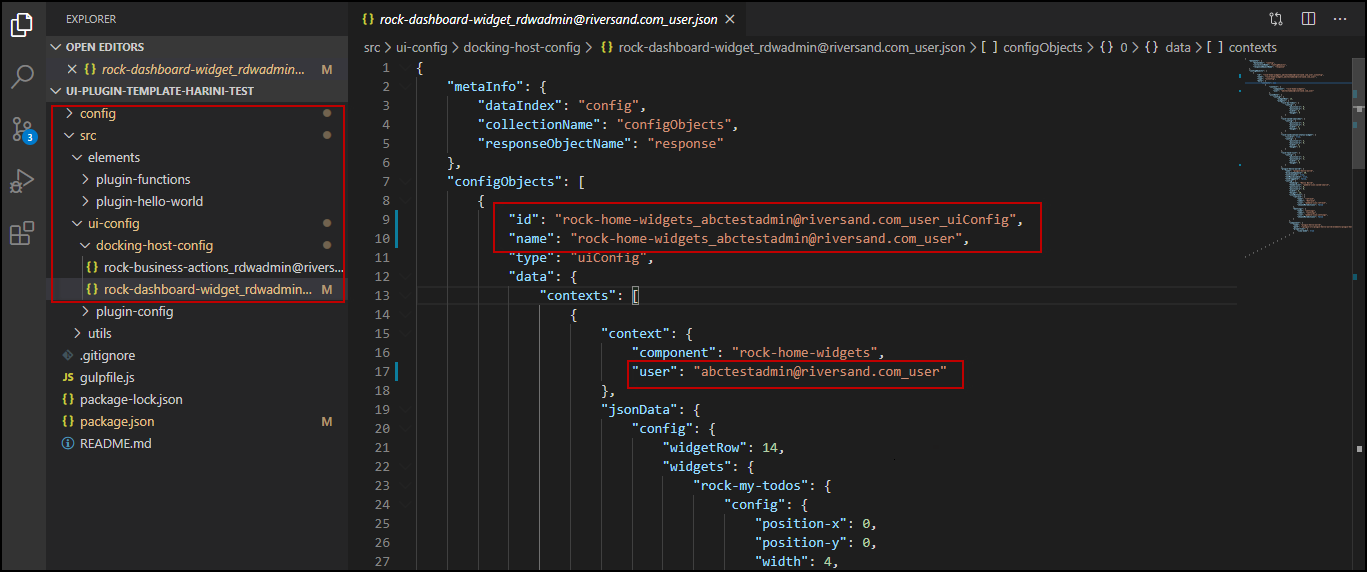 EXPLORER
OPEN EDITORS
{} rock-dashboard-widget_rdwadmin... M
UI-PLUGIN-TEMPLATE-HARINI-TEST
config
src
elements
plugin-functions
plugin-hello-world
ui-config
docking-host-config
{} rock-business-actions_rdwadmin@rivers...
{} rock-dashboard-widget_rdwadmin... M
plugin-config
utils
.gitignore
JS gulpfile.js
{} package-lock.json
{} package.json M
README.md
3
{} rock-dashboard-widget_rdwadmin@riversand.com_user.json
src > ui-config > docking-host-config > {} rock-dashboard-widget_rdwadmin@riversand.com_user.json > [ ] configObjects > {} 0 > {} data > [ ] contexts
1 {
2 "metaInfo": {
3 "dataIndex": "config",
4 "collectionName": "configObjects",
5 "responseObjectName": "response"
6 },
7 "configObjects": [
8 {
9 "id": "rock-home-widgets_abctestadmin@riversand.com_user_uiConfig",
10 "name": "rock-home-widgets_abctestadmin@riversand.com_user",
11 "type": "uiConfig",
12 "data": {
13 "contexts": [
14 {
15 "context": {
16 "component": "rock-home-widgets",
17 "user": "abctestadmin@riversand.com_user"
18 },
19 "jsonData": {
20 "config": {
21 "widgetRow": 14,
22 "widgets": {
23 "rock-my-todos": {
24 "config": {
25 "position-x": 0,
26 "position-y": 0,
27 "width": 4,